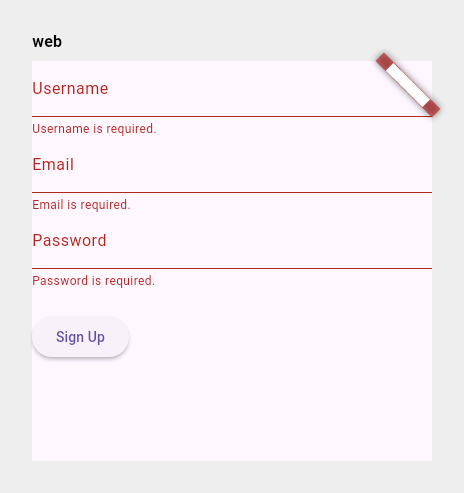 web
Username
Username is required.
Email
Email is required.
Password
Password is required.
Sign Up